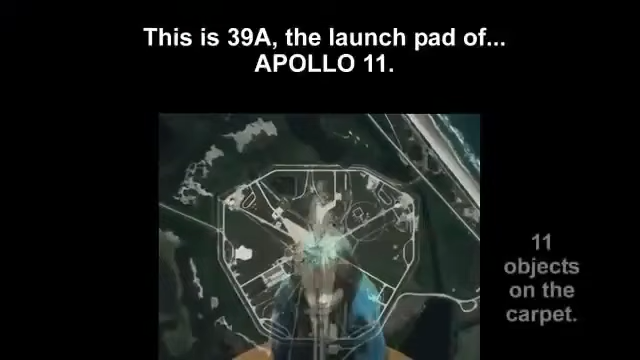 This is 39A, the launch pad of...
APOLLO 11.
11
objects
on the
carpet.